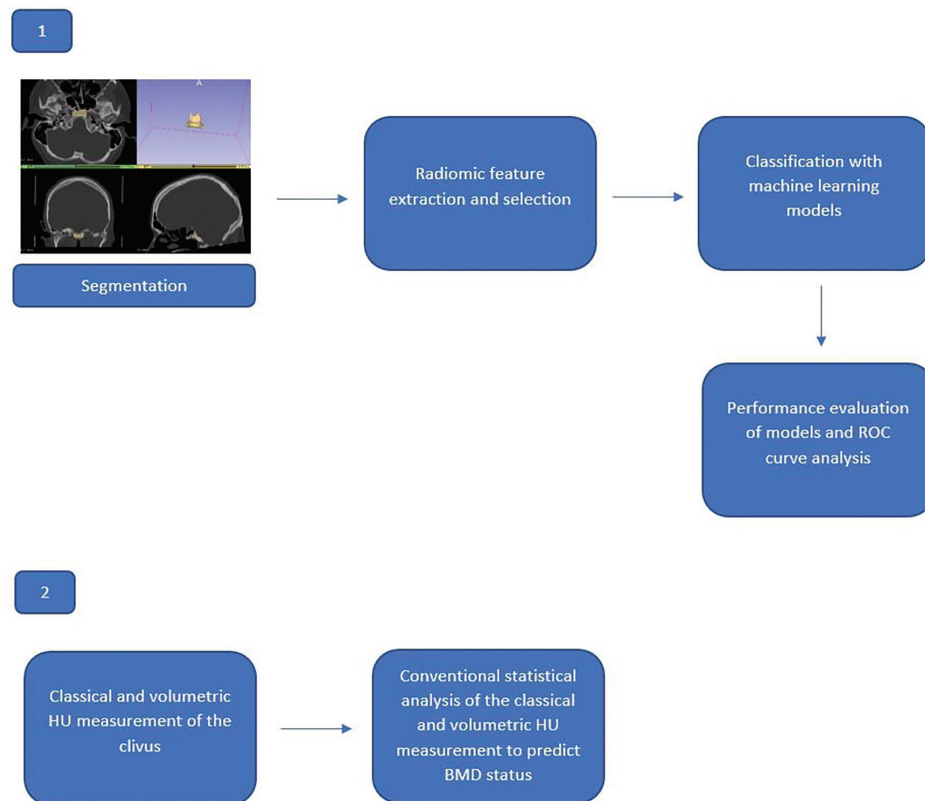 1
A
Segmentation
Radiomic feature
extraction and selection
Classification with
machine learning
models
Performance evaluation
of models and ROC
curve analysis
2
Classical and volumetric
HU measurement of the
clivus
Conventional statistical
analysis of the classical
and volumetric HU
measurement to predict
BMD status